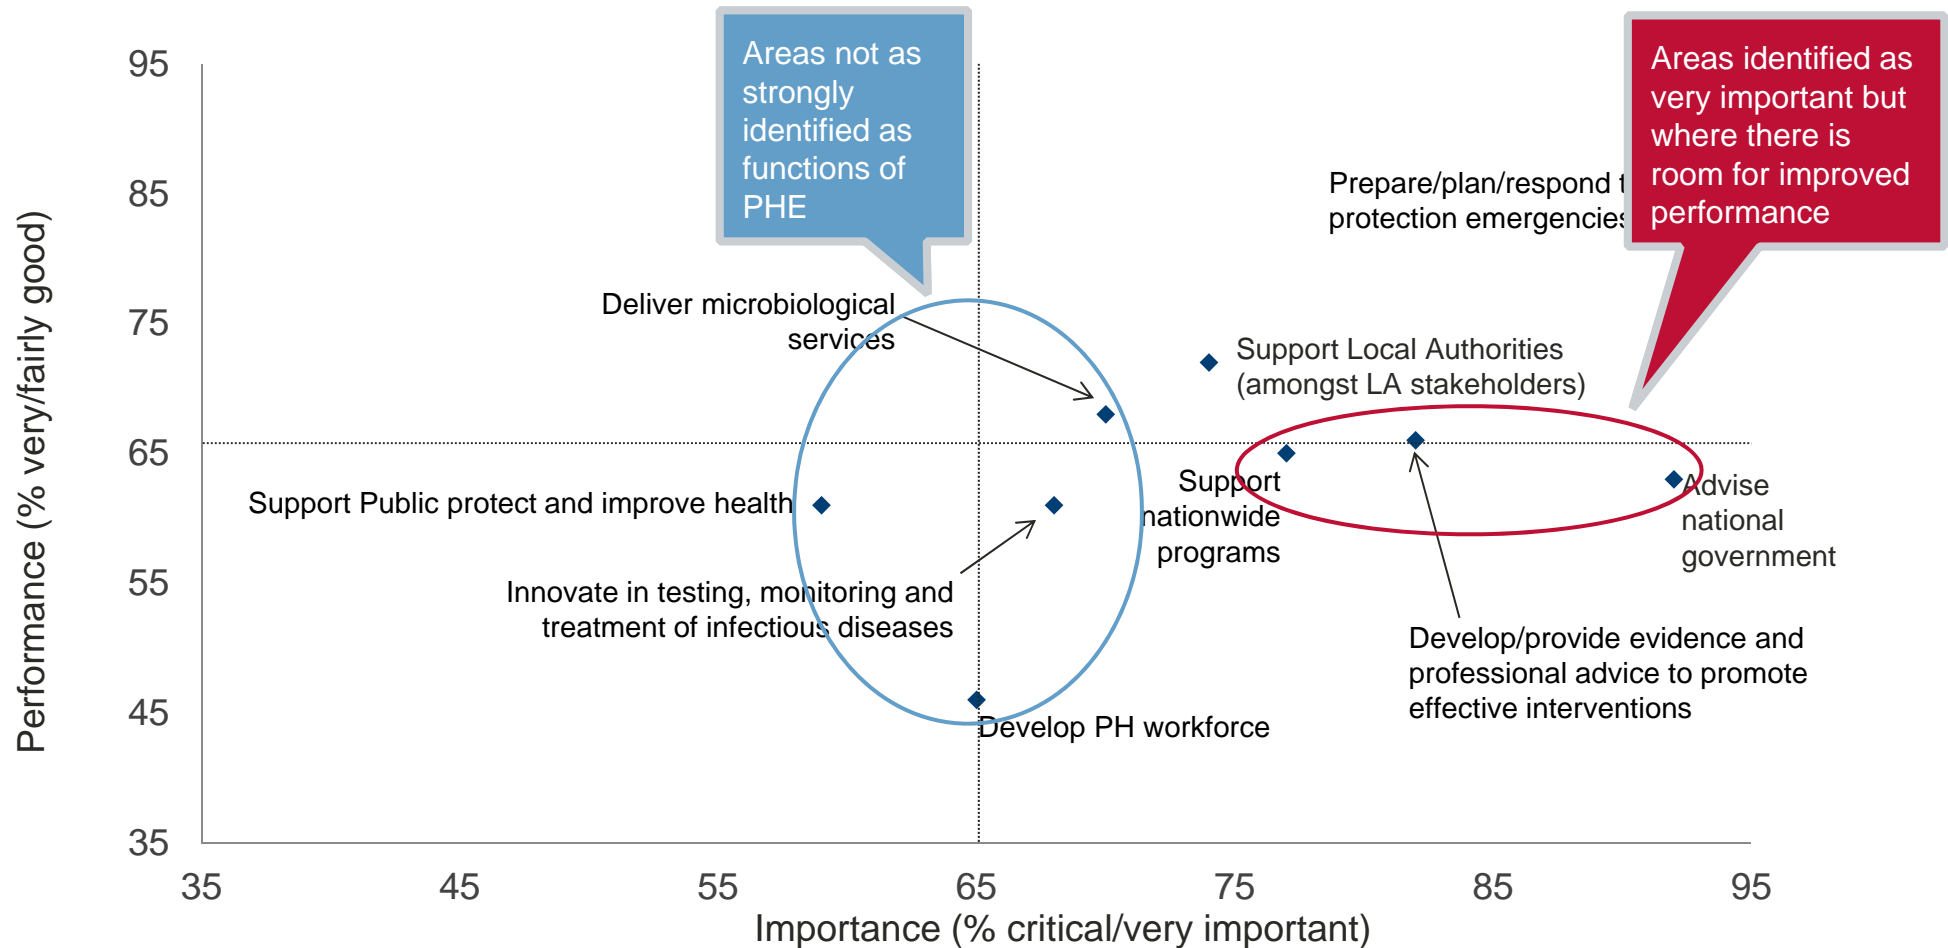 Areas not as
strongly
identified as
functions of
PHE
Areas identified as
very important but
where there is
room for improved
performance
Prepare/plan/respond
protection emergencies
Deliver microbiological
services
Support Local Authorities
(amongst LA stakeholders)
Support Public protect and improve health
Support
nationwide
programs
Advise
national
government
Innovate in testing, monitoring and
treatment of infectious diseases
Develop/provide evidence and
professional advice to promote
effective interventions
Develop PH workforce
Performance (% very/fairly good)
95
85
75
65
55
45
35
35 45 55 65 75 85 95
Importance (% critical/very important)